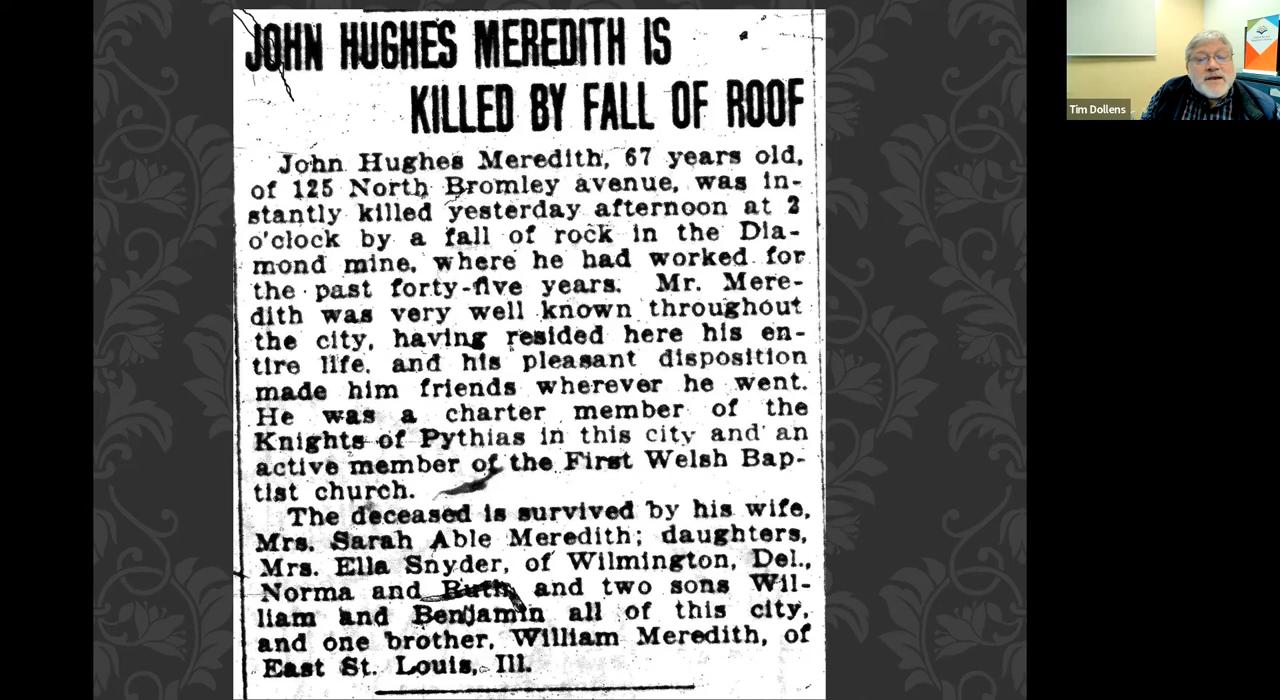 JOHN HUGHES MEREDITH IS
KILLED BY FALL OF ROOF
John Hughes Meredith, 67 years old,
of 125 North Bromley avenue, was in-
stantly killed yesterday afternoon at 2
o'clock by a fall of rock in the Dia-
mond mine, where he had worked for
the past forty-five years. Mr. Mere-
dith was very well known throughout
the city, having resided here his en-
tire life, and his pleasant disposition
made him friends wherever he went.
He was a charter member of the
Knights of Pythias in this city and an
active member of the First Welsh Bap-
tist church.
The deceased is survived by his wife,
Mrs. Sarah Able Meredith; daughters,
Mrs. Ella Snyder, of Wilmington, Del.,
Norma and Ruth, and two sons Wil-
liam and Benjamin all of this city,
and one brother, William Meredith, of
East St. Louis, Ill.
Tim Dollens